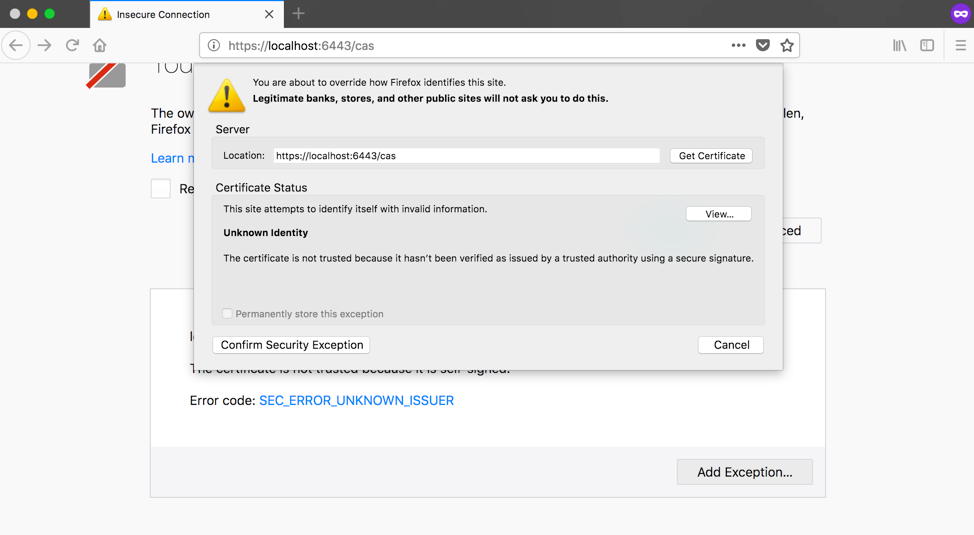 Insecure Connection
https://localhost:6443/cas
You are about to override how Firefox identifies this site.
Legitimate banks, stores, and other public sites will not ask you to do this.
The ow
len,
Firefox
Server
Location: https://localhost:6443/cas Get Certificate
Learn
Re
Certificate Status
This site attempts to identify itself with invalid information.
View...
Unknown Identity
ced
The certificate is not trusted because it hasn't been verified as issued by a trusted authority using a secure signature.
Permanently store this exception
Confirm Security Exception Cancel
The certificate is not trusted because it is self-signed.
Error code: SEC_ERROR_UNKNOWN_ISSUER
Add Exception...